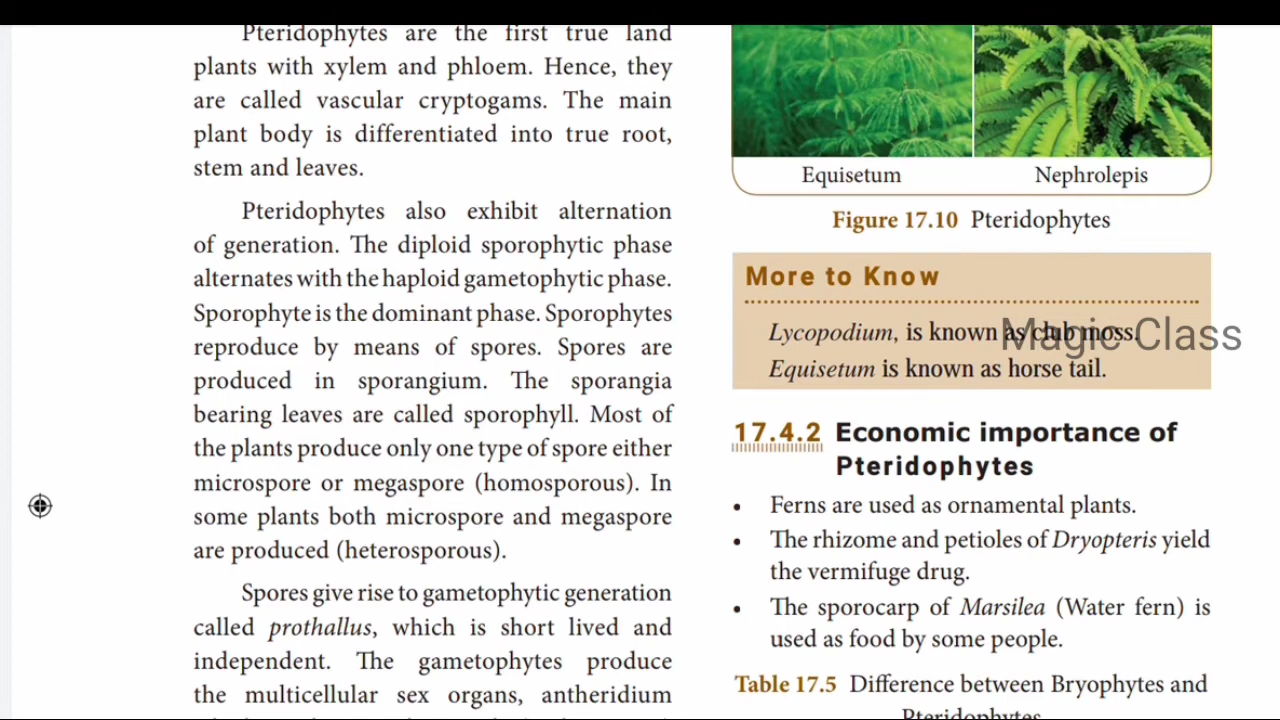 Pteridophytes are the first true land
plants with xylem and phloem. Hence, they
are called vascular cryptogams. The main
plant body is differentiated into true root,
stem and leaves.
Pteridophytes also exhibit alternation
of generation. The diploid sporophytic phase
alternates with the haploid gametophytic phase.
Sporophyte is the dominant phase. Sporophytes
reproduce by means of spores. Spores are
produced in sporangium. The sporangia
bearing leaves are called sporophyll. Most of
the plants produce only one type of spore either
microspore or megaspore (homosporous). In
some plants both microspore and megaspore
are produced (heterosporous).
Spores give rise to gametophytic generation
called prothallus, which is short lived and
independent. The gametophytes produce
the multicellular sex organs, antheridium
Equisetum
Nephrolepis
Figure 17.10 Pteridophytes
More to Know
Lycopodium, is known as club moss.
Magic Class
Equisetum is known as horse tail.
17.4.2 Economic importance of
Pteridophytes
• Ferns are used as ornamental plants.
• The rhizome and petioles of Dryopteris yield
the vermifuge drug.
• The sporocarp of Marsilea (Water fern) is
used as food by some people.
Table 17.5 Difference between Bryophytes and
Pteridophytes